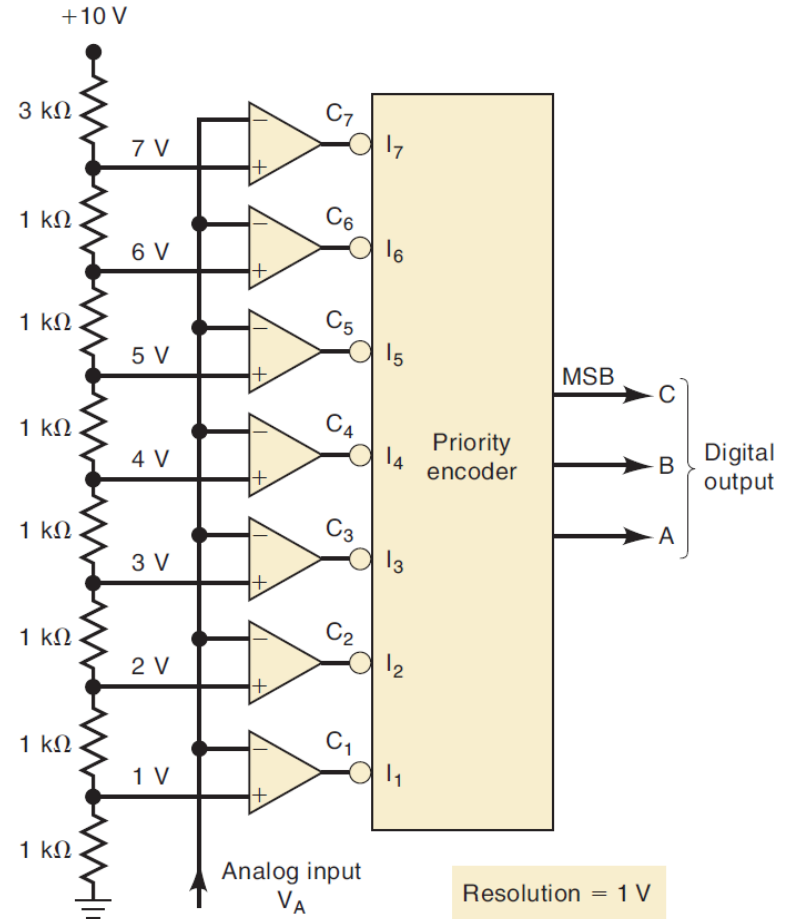 +10 V
3 kΩ
7 V
− + C₇ I₇
1 kΩ
6 V
− + C₆ I₆
1 kΩ
5 V
− + C₅ I₅
1 kΩ
4 V
− + C₄ I₄
1 kΩ
3 V
− + C₃ I₃
1 kΩ
2 V
− + C₂ I₂
1 kΩ
1 V
− + C₁ I₁
1 kΩ
Priority
encoder
MSB C
B
A
Digital
output
Analog input
V_A
Resolution = 1 V